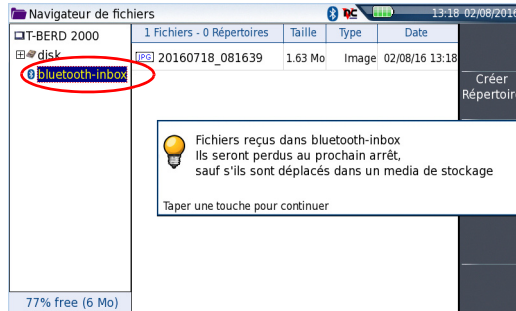 Navigateur de fichiers
13:18 02/08/2016
T-BERD 2000
disk
bluetooth-inbox
1 Fichiers - 0 Répertoires Taille Type Date
JPG 20160718_081639 1.63 Mo Image 02/08/16 13:18
Créer
Répertoir
Fichiers reçus dans bluetooth-inbox
Ils seront perdus au prochain arrêt,
sauf s'ils sont déplacés dans un media de stockage
Taper une touche pour continuer
77% free (6 Mo)